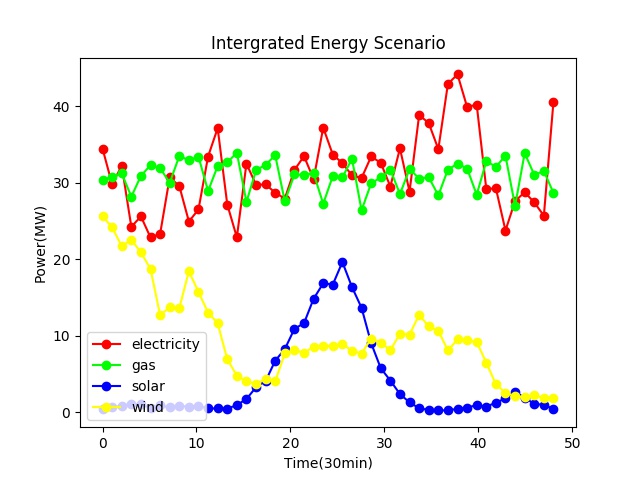 Intergrated Energy Scenario
Power(MW)
40
30
20
10
0
electricity
gas
solar
wind
0 10 20 30 40 50
Time(30min)